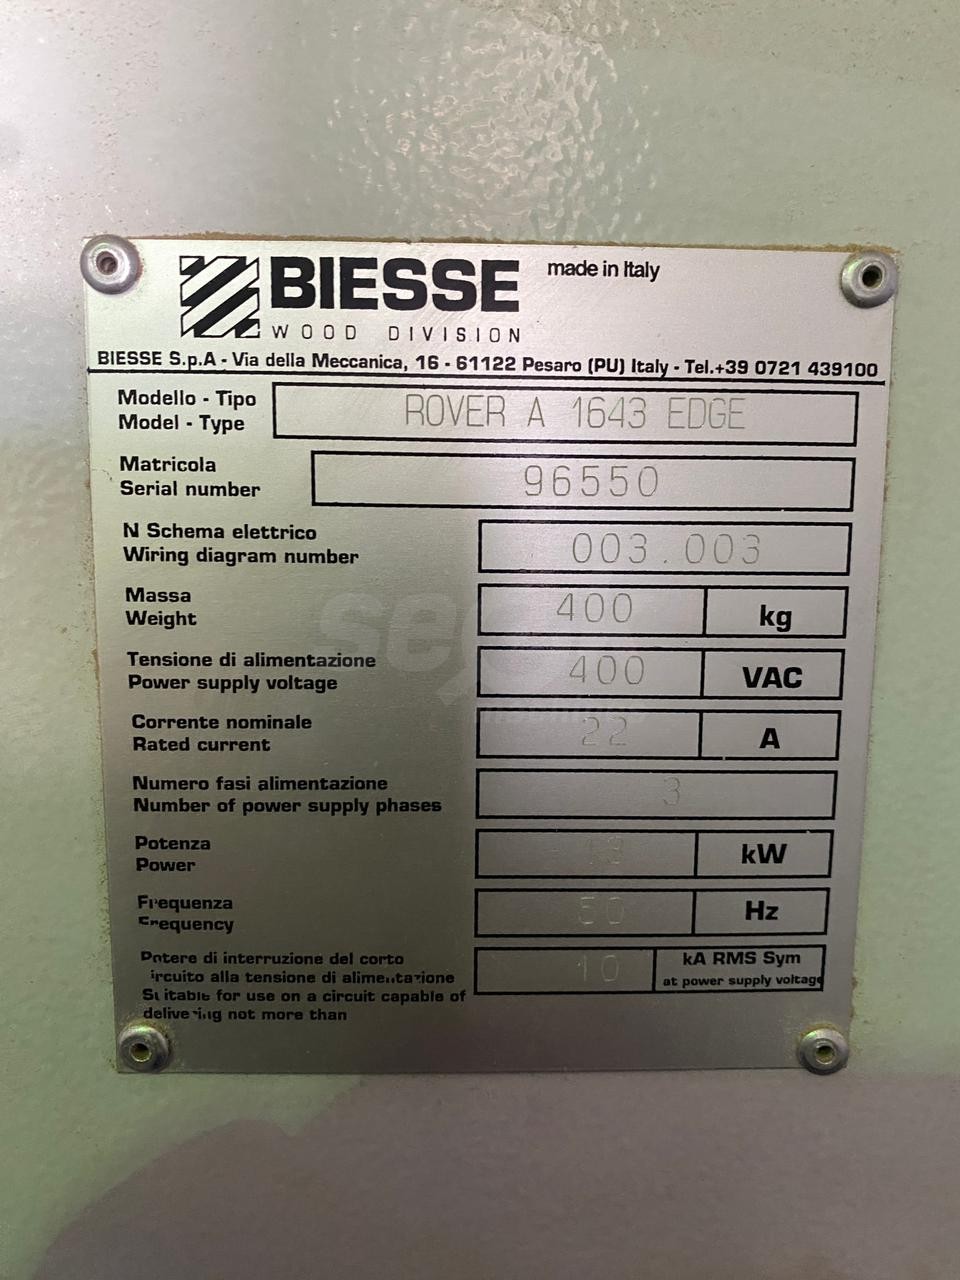 BIESSE
made in Italy
WOOD DIVISION
BIESSE S.p.A - Via della Meccanica, 16 - 61122 Pesaro (PU) Italy - Tel.+39 0721 439100
Modello - Tipo
Model - Type
ROVER A 1643 EDGE
Matricola
Serial number
96550
N Schema elettrico
Wiring diagram number
003.003
Massa
Weight
400 kg
Tensione di alimentazione
Power supply voltage
400 VAC
Corrente nominale
Rated current
22 A
Numero fasi alimentazione
Number of power supply phases
3
Potenza
Power
kW
Frequenza
Frequency
50 Hz
Potere di interruzione del corto
circuito alla tensione di alimentazione
Suitable for use on a circuit capable of
delivering not more than
10 kA RMS Sym
at power supply voltage